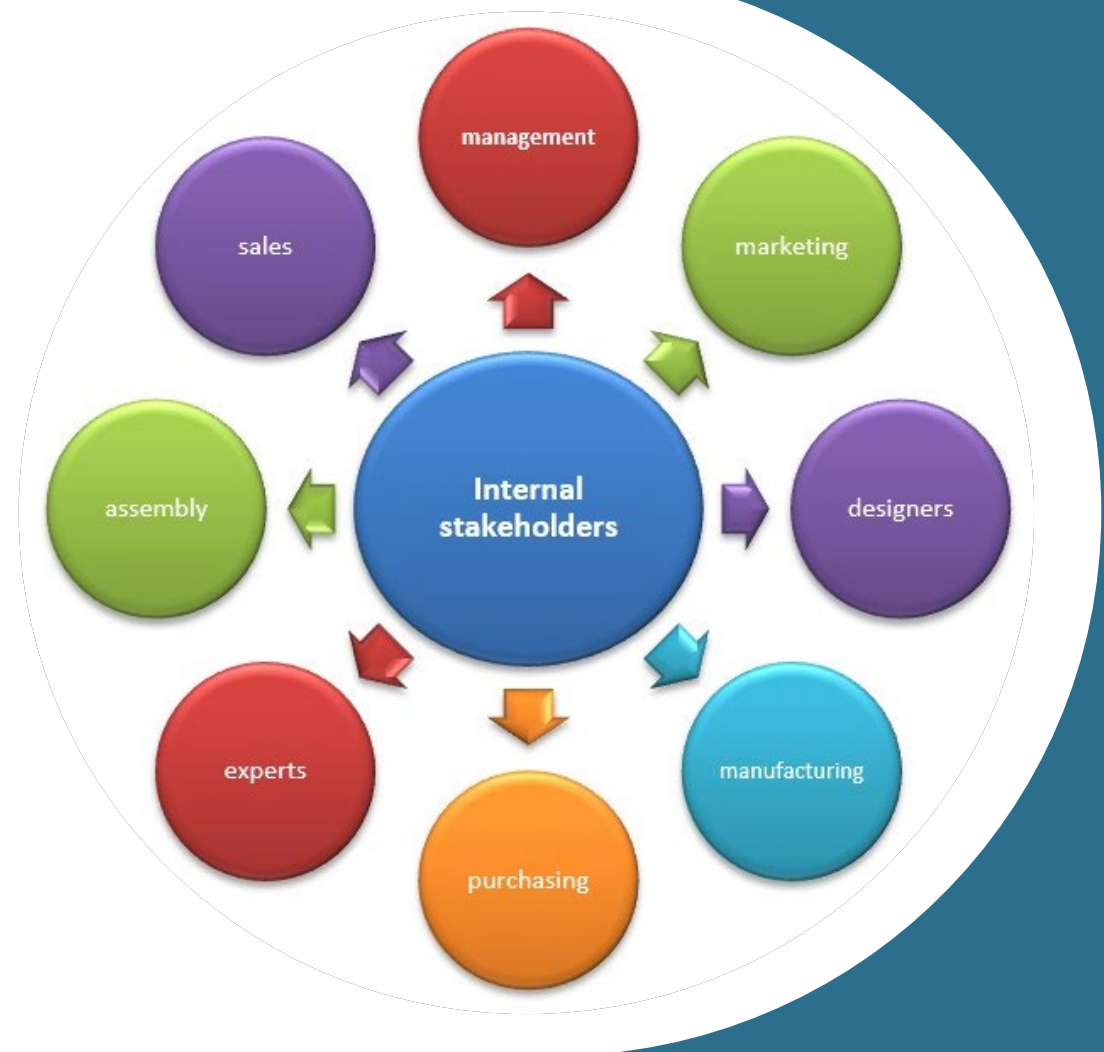 management
sales
marketing
Internal
stakeholders
assembly
designers
experts
manufacturing
purchasing